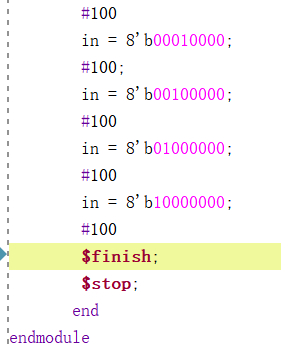 #100
in = 8'b00010000;
#100;
in = 8'b00100000;
#100
in = 8'b01000000;
#100
in = 8'b10000000;
#100
$finish;
$stop;
end
endmodule